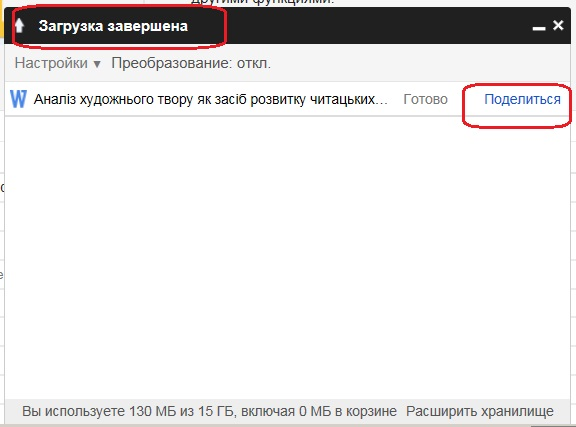 другими функциями.
Загрузка завершена
Настройки ▼ Преобразование: откл.
W Аналіз художнього твору як засіб розвитку читацьких… Готово Поделиться
Вы используете 130 МБ из 15 ГБ, включая 0 МБ в корзине Расширить хранилище